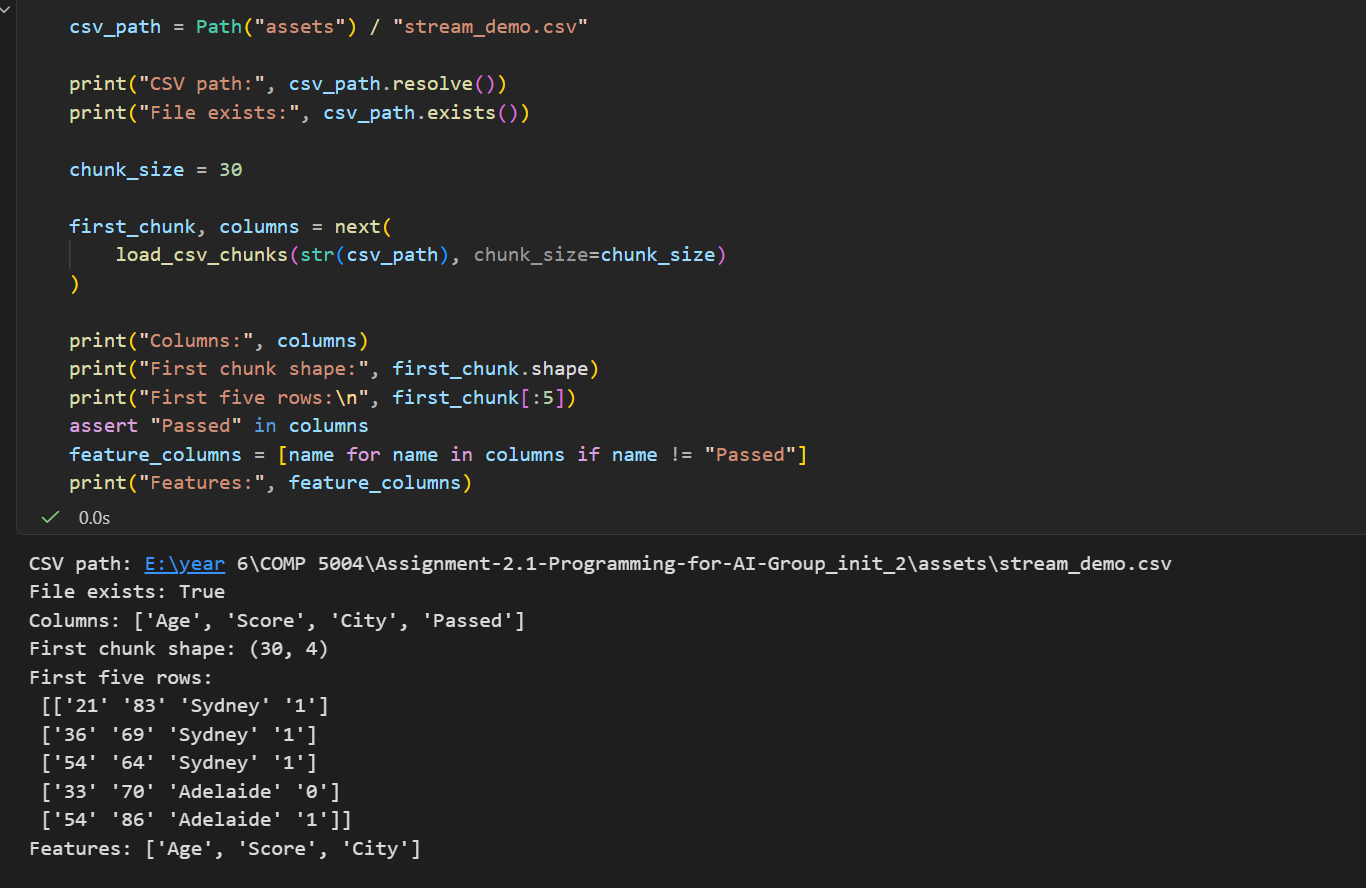 csv_path = Path("assets") / "stream_demo.csv"
print("CSV path:", csv_path.resolve())
print("File exists:", csv_path.exists())
chunk_size = 30
first_chunk, columns = next(
    load_csv_chunks(str(csv_path), chunk_size=chunk_size)
)
print("Columns:", columns)
print("First chunk shape:", first_chunk.shape)
print("First five rows:\n", first_chunk[:5])
assert "Passed" in columns
feature_columns = [name for name in columns if name != "Passed"]
print("Features:", feature_columns)
0.0s
CSV path: E:\year 6\COMP 5004\Assignment-2.1-Programming-for-AI-Group_init_2\assets\stream_demo.csv
File exists: True
Columns: ['Age', 'Score', 'City', 'Passed']
First chunk shape: (30, 4)
First five rows:
 [['21' '83' 'Sydney' '1']
 ['36' '69' 'Sydney' '1']
 ['54' '64' 'Sydney' '1']
 ['33' '70' 'Adelaide' '0']
 ['54' '86' 'Adelaide' '1']]
Features: ['Age', 'Score', 'City']